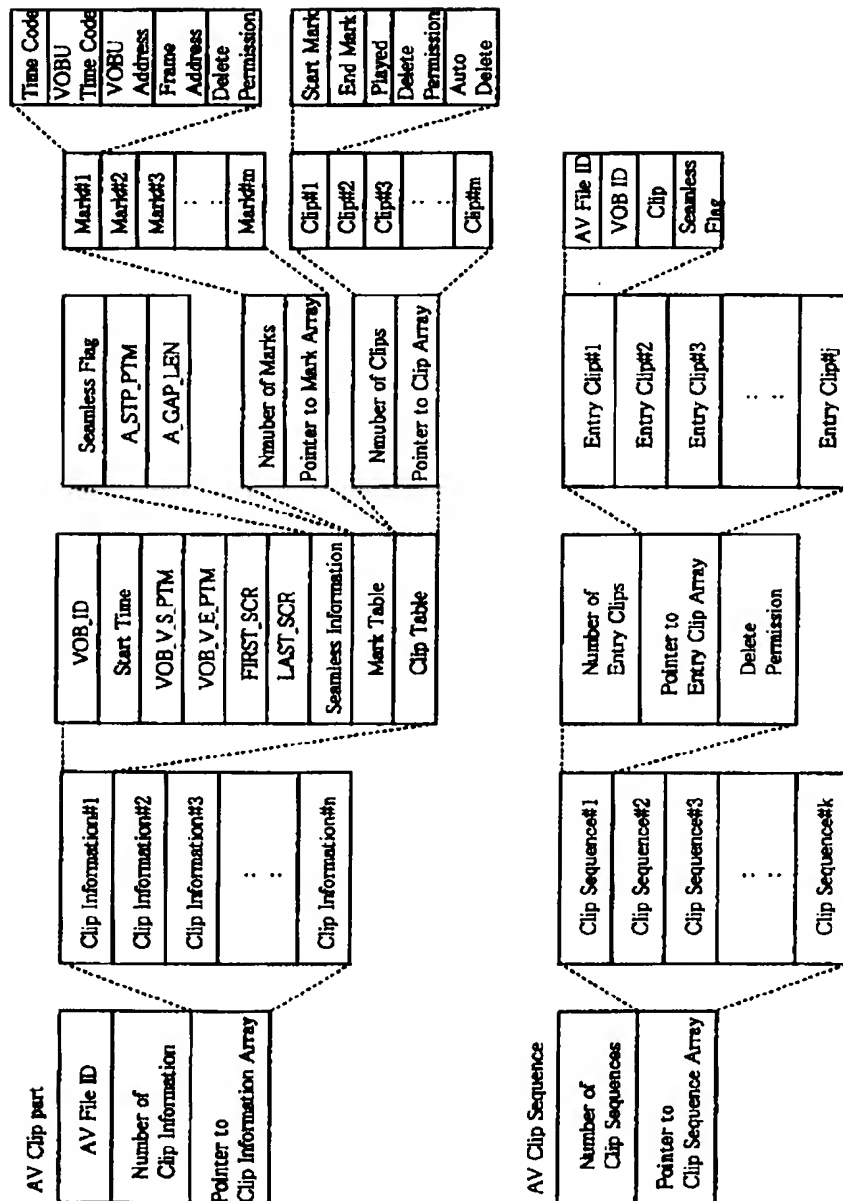 AV Clip part
AV File ID
Number of
Clip Information
Pointer to
Clip Information Array
Clip Information#1
Clip Information#2
Clip Information#3
: :
Clip Information#n
VOB_ID
Start Time
VOB_V_S_PTM
VOB_V_E_PTM
FIRST_SCR
LAST_SCR
Seamless Information
Mark Table
Clip Table
Seamless Flag
A_STP_PTM
A_GAP_LEN
Nmuber of Marks
Pointer to Mark Array
Nmuber of Clips
Pointer to Clip Array
Mark#1
Mark#2
Mark#3
: :
Mark#m
Time Code
VOBU
Time Code
VOBU
Address
Frame
Address
Delete
Permission
Clip#1
Clip#2
Clip#3
: :
Clip#m
Start Mark
End Mark
Played
Delete
Permission
Auto
Delete
AV Clip Sequence
Number of
Clip Sequences
Pointer to
Clip Sequence Array
Clip Sequence#1
Clip Sequence#2
Clip Sequence#3
: :
Clip Sequence#k
Number of
Entry Clips
Pointer to
Entry Clip Array
Delete
Permission
Entry Clip#1
Entry Clip#2
Entry Clip#3
: :
Entry Clip#j
AV File ID
VOB ID
Clip
Seamless
Flag